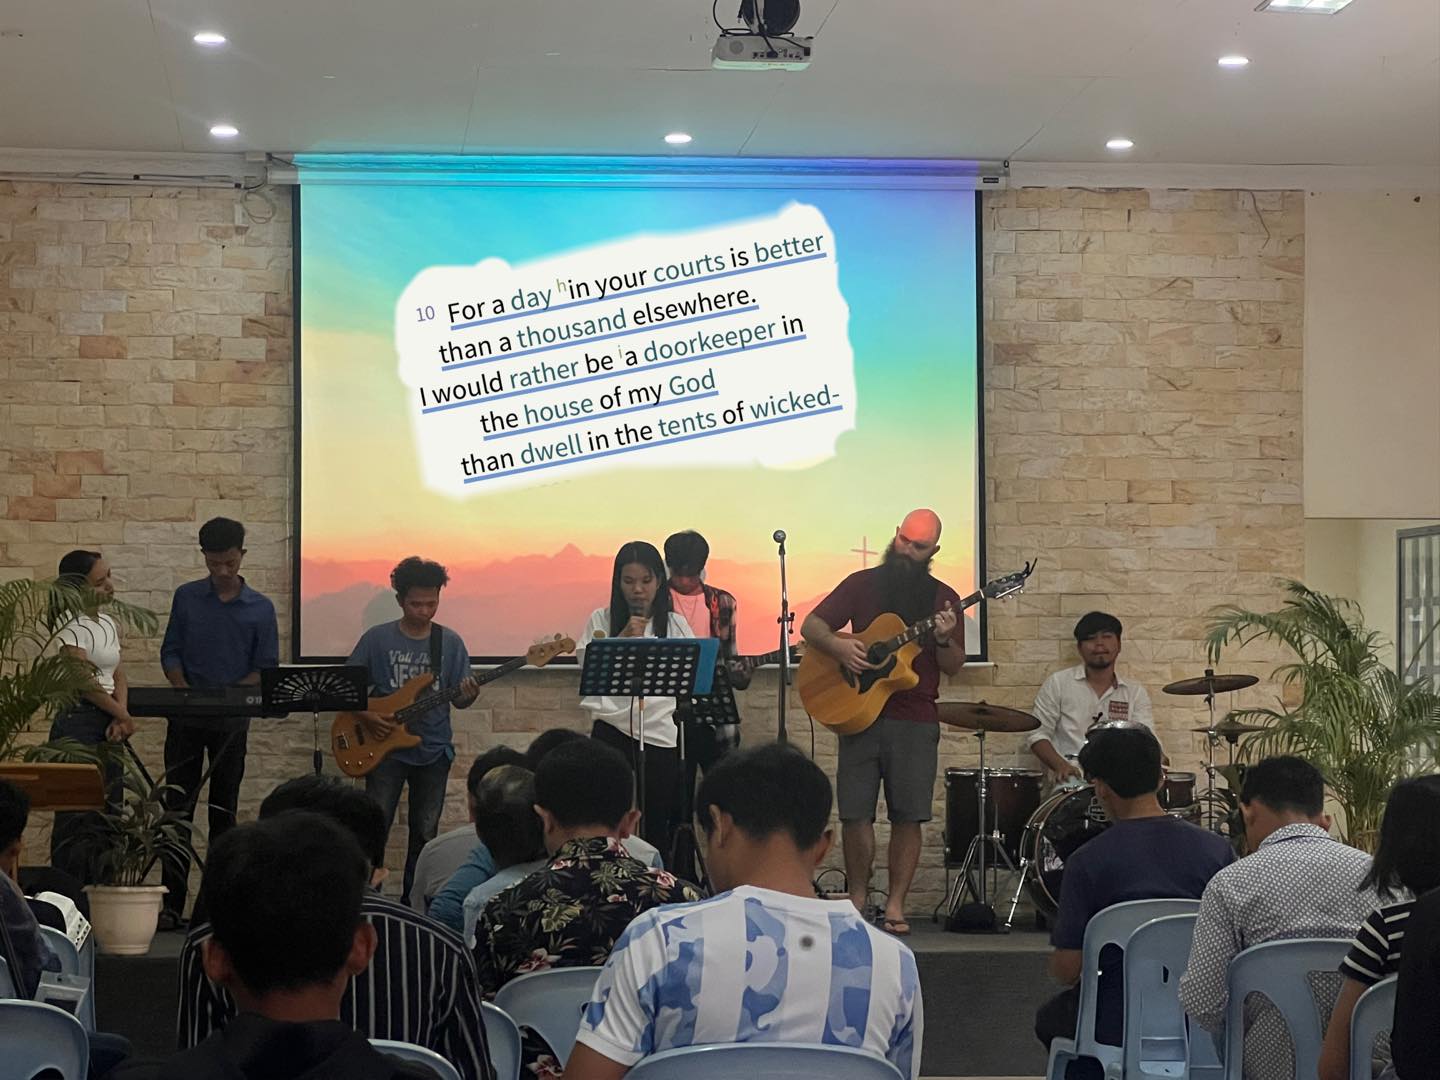 10 For a day h in your courts is better
than a thousand elsewhere.
I would rather be i a doorkeeper in
the house of my God
than dwell in the tents of wicked-
JESUS